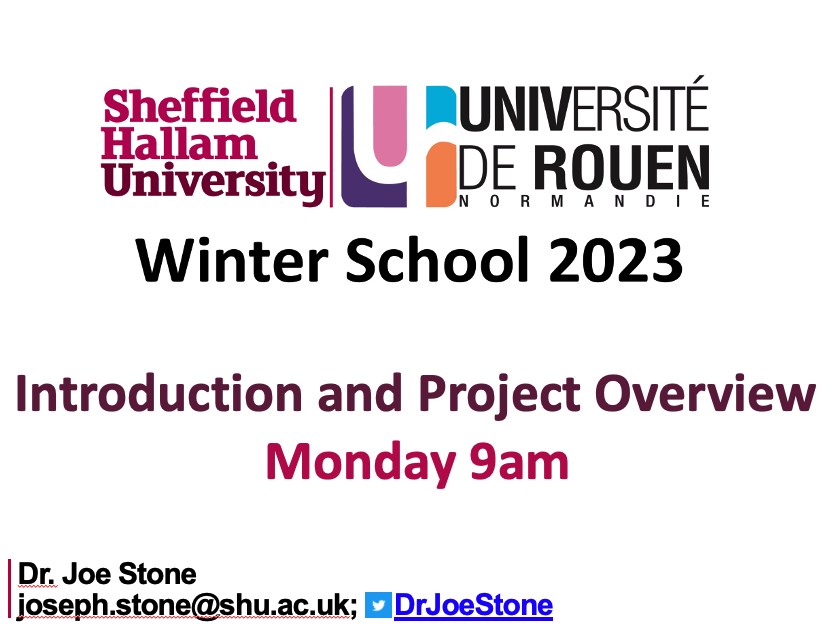 Sheffield
Hallam
University
UNIVERSITÉ
DE ROUEN
NORMANDIE
Winter School 2023
Introduction and Project Overview
Monday 9am
Dr. Joe Stone
joseph.stone@shu.ac.uk; DrJoeStone